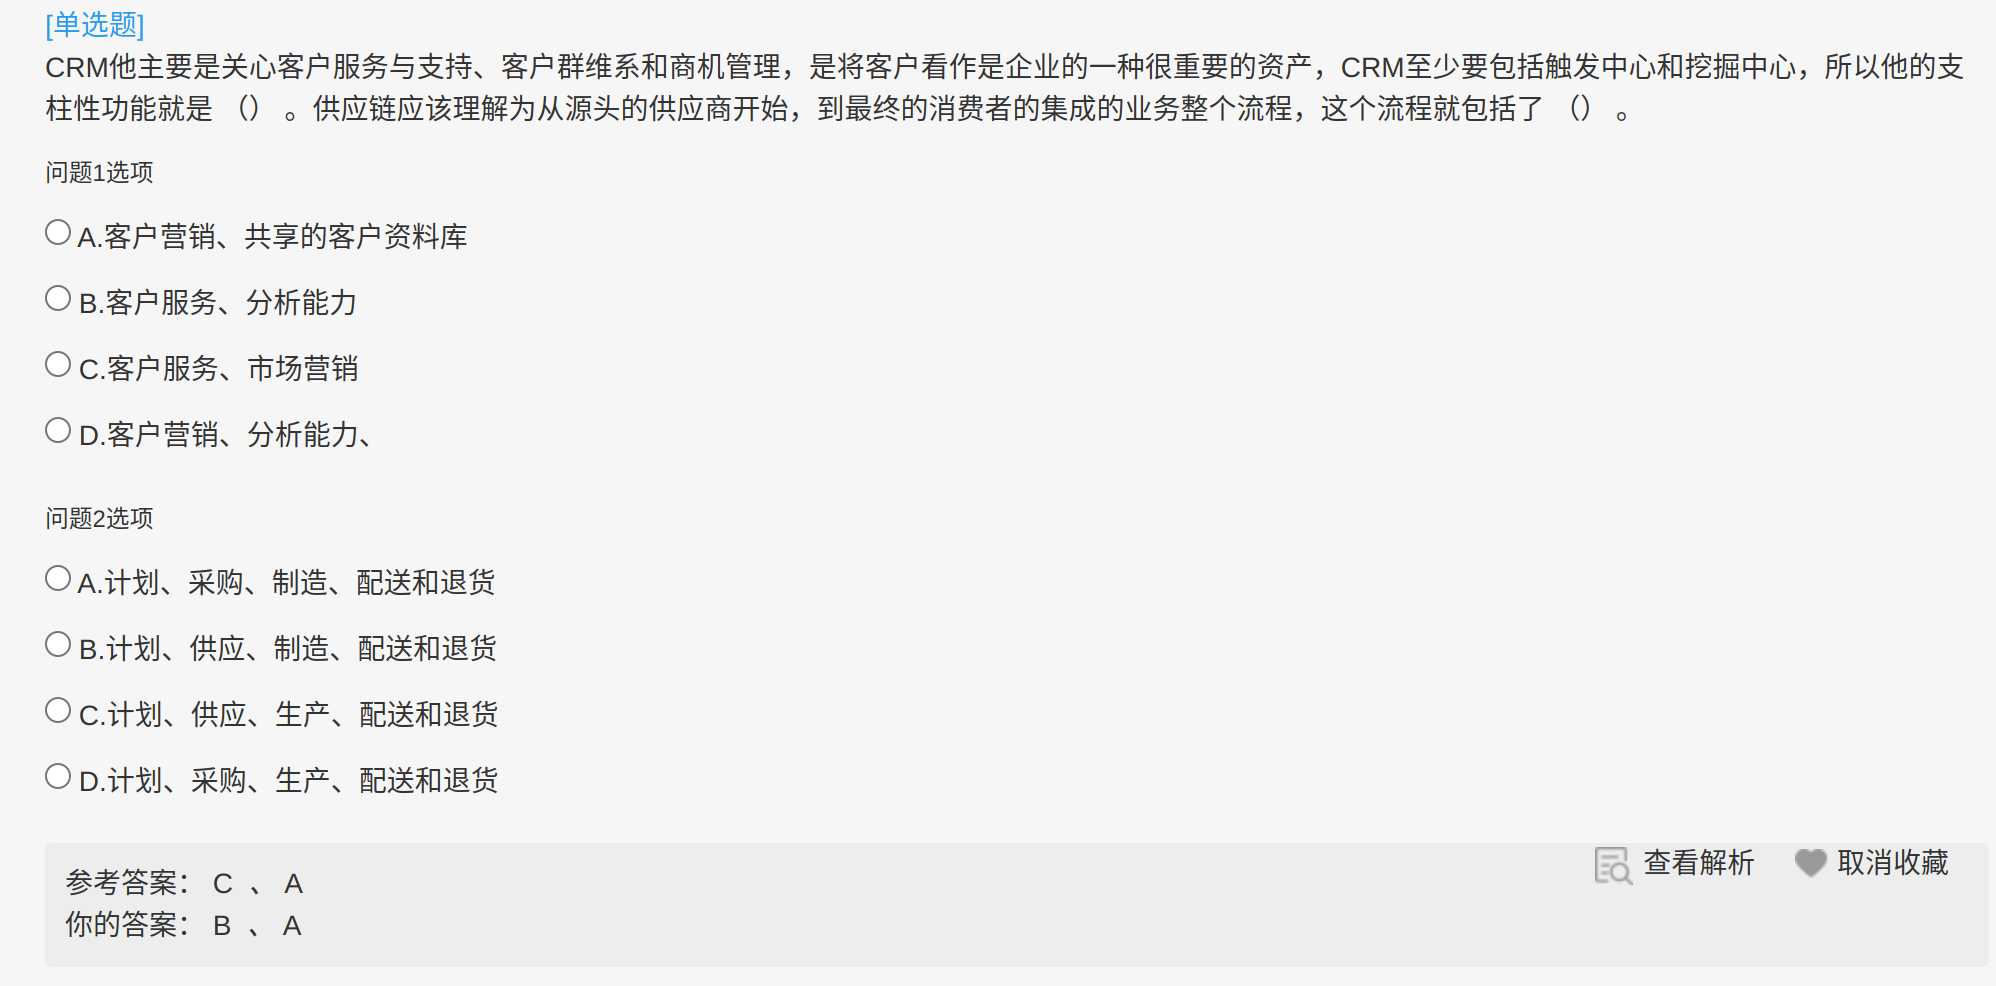 [单选题]
CRM他主要是关心客户服务与支持、客户群维系和商机管理，是将客户看作是企业的一种很重要的资产，CRM至少要包括触发中心和挖掘中心，所以他的支
柱性功能就是 （） 。供应链应该理解为从源头的供应商开始，到最终的消费者的集成的业务整个流程，这个流程就包括了 （） 。
问题1选项
A.客户营销、共享的客户资料库
B.客户服务、分析能力
C.客户服务、市场营销
D.客户营销、分析能力、
问题2选项
A.计划、采购、制造、配送和退货
B.计划、供应、制造、配送和退货
C.计划、供应、生产、配送和退货
D.计划、采购、生产、配送和退货
查看解析 取消收藏
参考答案： C 、 A
你的答案： B 、 A